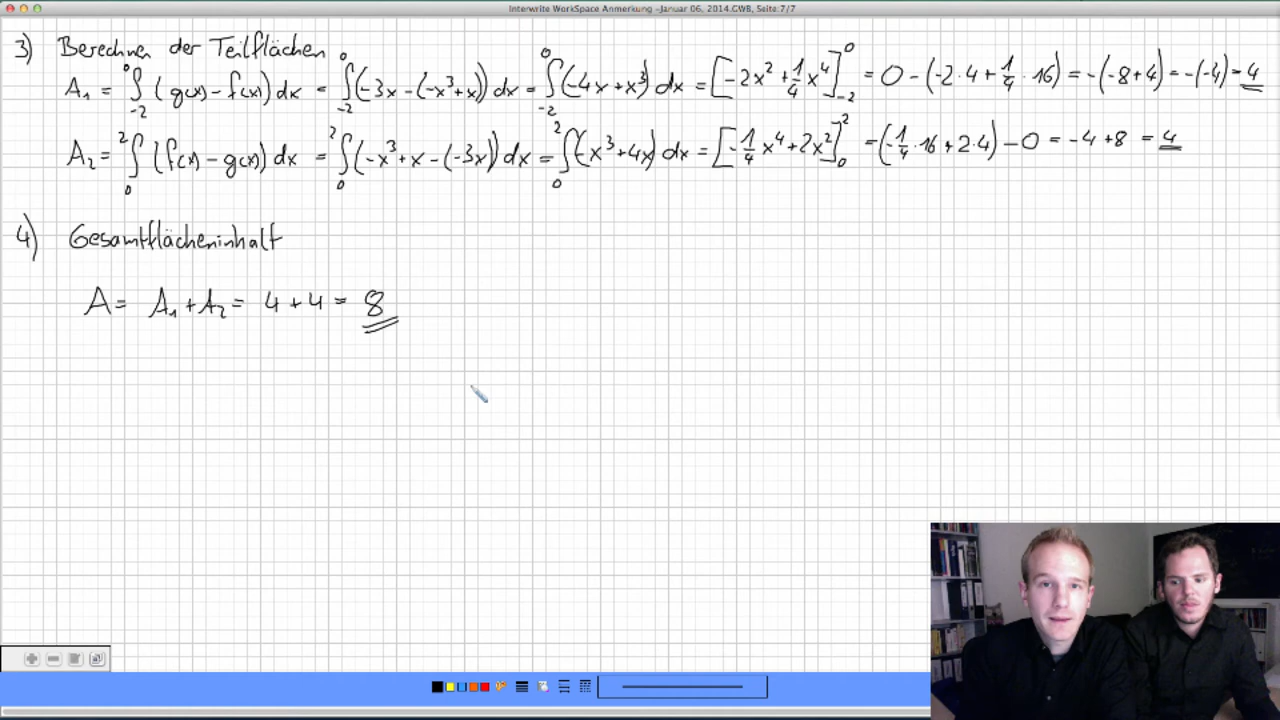 Interwrite WorkSpace Anmerkung -Januar 06, 2014.GWB, Seite:7/7
3) Berechnen der Teilflächen
A₁ = ∫₋₂⁰ (g(x) - f(x)) dx = ∫₋₂⁰ (-3x - (-x³+x)) dx = ∫₋₂⁰ (-4x + x³) dx = [-2x² + 1/4 x⁴]₋₂⁰ = 0 - (-2·4 + 1/4 · 16) = -(-8+4) = -(-4) = 4
A₂ = ∫₀² (f(x) - g(x)) dx = ∫₀² (-x³ + x - (-3x)) dx = ∫₀² (-x³ + 4x) dx = [-1/4 x⁴ + 2x²]₀² = (-1/4 · 16 + 2·4) - 0 = -4 + 8 = 4
4) Gesamtflächeninhalt
A = A₁ + A₂ = 4 + 4 = 8